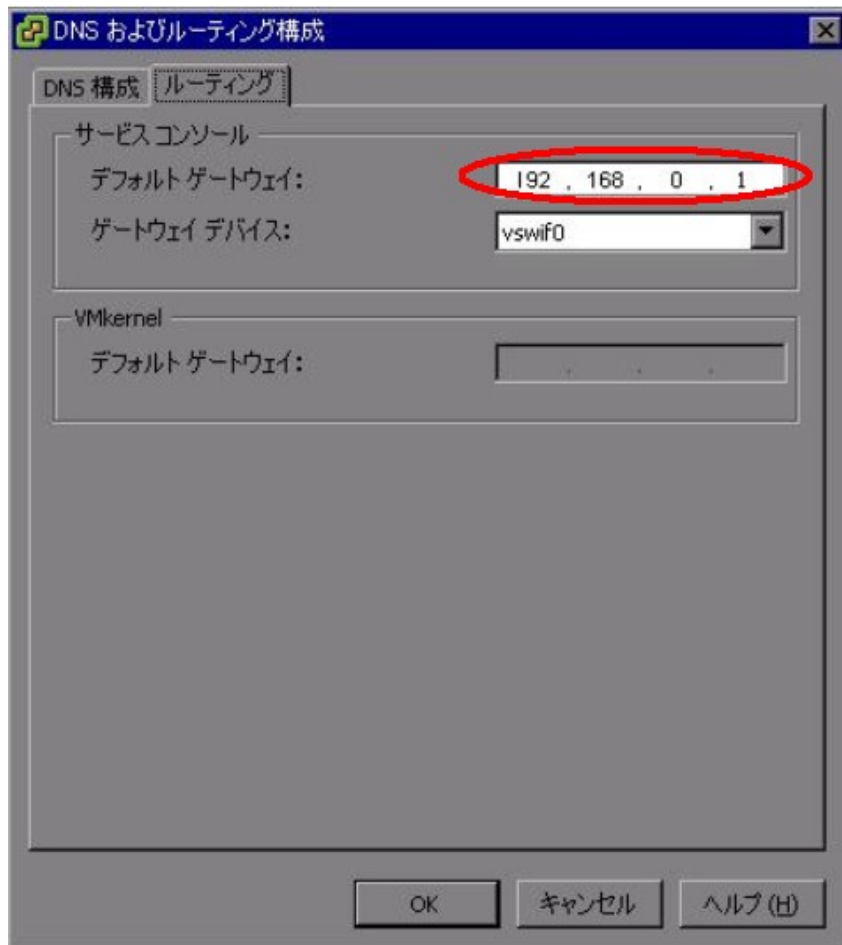 DNS およびルーティング構成
DNS 構成 ルーティング
サービス コンソール
デフォルト ゲートウェイ: 192 . 168 . 0 . 1
ゲートウェイ デバイス: vswif0
VMkernel
デフォルト ゲートウェイ: . . .
OK キャンセル ヘルプ (H)